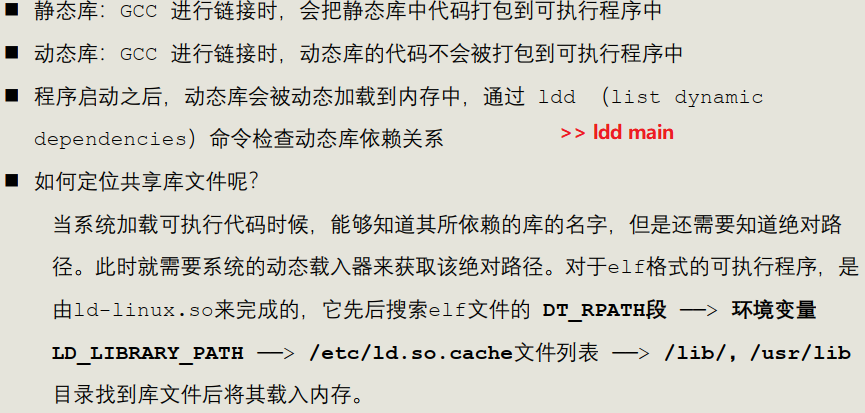 ■ 静态库：GCC 进行链接时，会把静态库中代码打包到可执行程序中
■ 动态库：GCC 进行链接时，动态库的代码不会被打包到可执行程序中
■ 程序启动之后，动态库会被动态加载到内存中，通过 ldd （list dynamic
dependencies）命令检查动态库依赖关系 >> ldd main
■ 如何定位共享库文件呢？
当系统加载可执行代码时候，能够知道其所依赖的库的名字，但是还需要知道绝对路
径。此时就需要系统的动态载入器来获取该绝对路径。对于elf格式的可执行程序，是
由ld-linux.so来完成的，它先后搜索elf文件的 DT_RPATH段 ——> 环境变量
LD_LIBRARY_PATH ——> /etc/ld.so.cache文件列表 ——> /lib/，/usr/lib
目录找到库文件后将其载入内存。